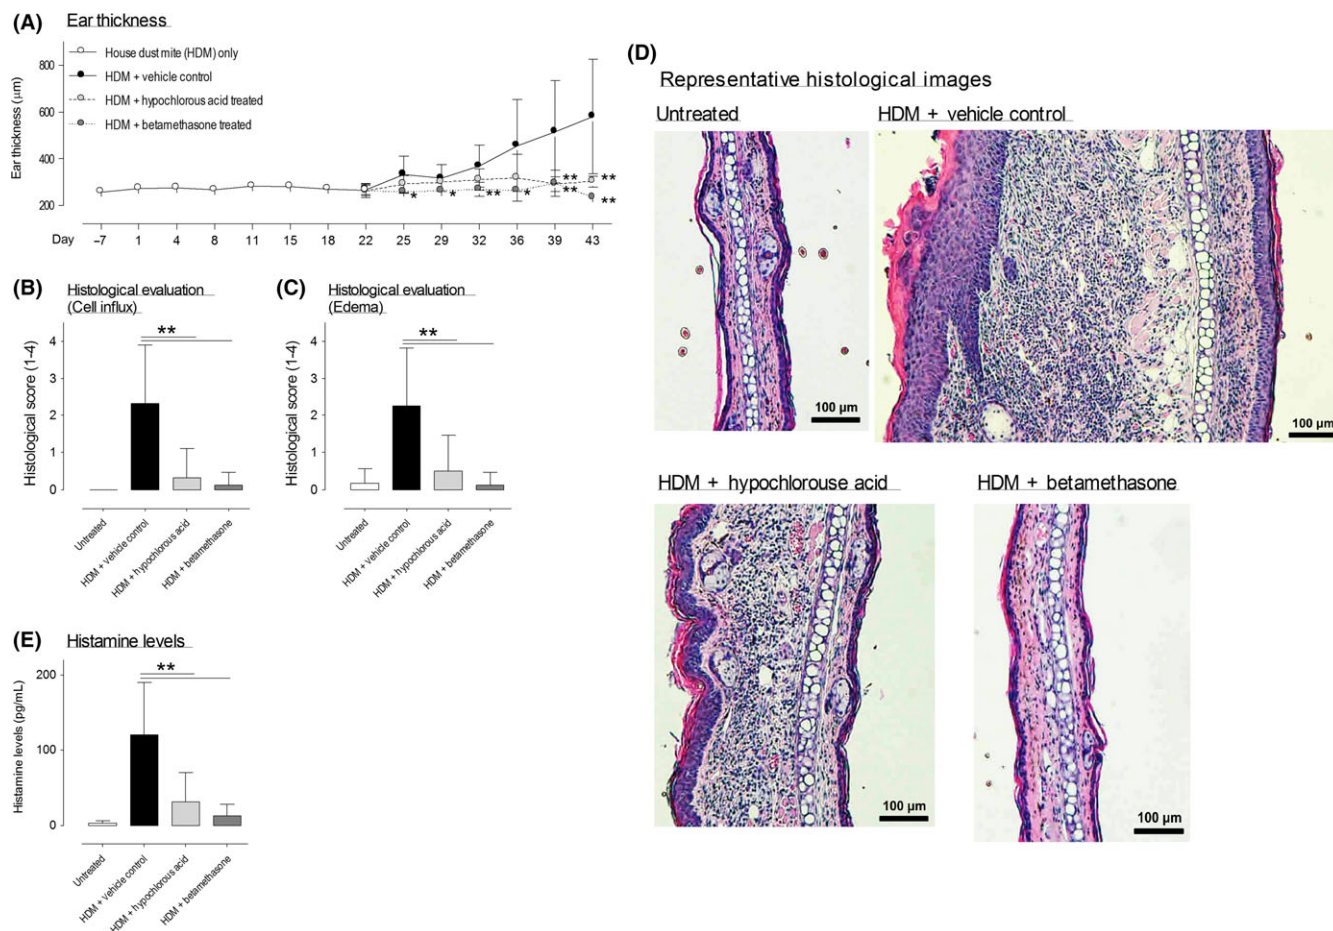 (A) Ear thickness
House dust mite (HDM) only
HDM + vehicle control
HDM + hypochlorous acid treated
HDM + betamethasone treated
Ear thickness (μm)
800
600
400
200
* * ** * ** ** ** **
Day -7 1 4 8 11 15 18 22 25 29 32 36 39 43
(B) Histological evaluation
(Cell influx)
**
Histological score (1-4)
4
3
2
1
0
Untreated
HDM + vehicle control
HDM + hypochlorous acid
HDM + betamethasone
(C) Histological evaluation
(Edema)
**
Histological score (1-4)
4
3
2
1
0
Untreated
HDM + vehicle control
HDM + hypochlorous acid
HDM + betamethasone
(D)
Representative histological images
Untreated
100 μm
HDM + vehicle control
100 μm
HDM + hypochlorouse acid
100 μm
HDM + betamethasone
100 μm
(E) Histamine levels
**
Histamine levels (pg/mL)
200
100
0
Untreated
HDM + vehicle control
HDM + hypochlorous acid
HDM + betamethasone